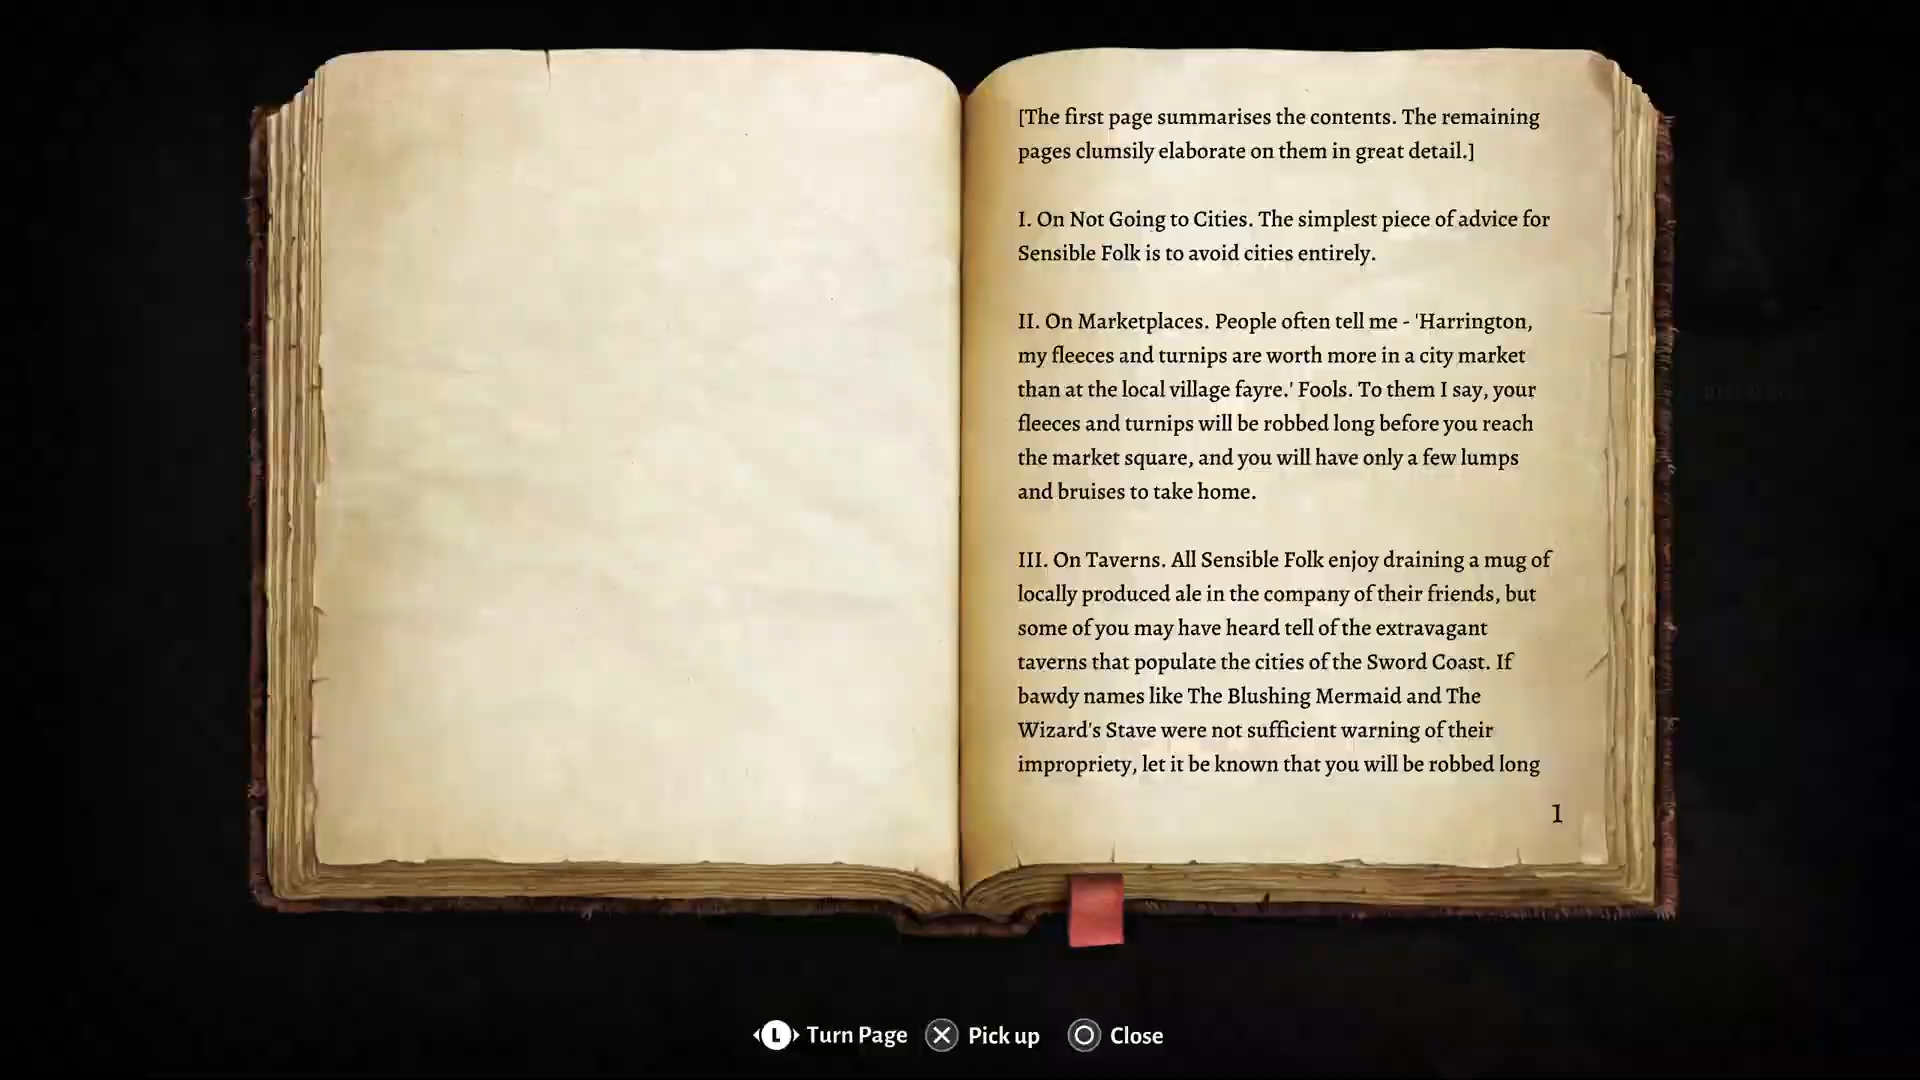 [The first page summarises the contents. The remaining
pages clumsily elaborate on them in great detail.]
I. On Not Going to Cities. The simplest piece of advice for
Sensible Folk is to avoid cities entirely.
II. On Marketplaces. People often tell me - 'Harrington,
my fleeces and turnips are worth more in a city market
than at the local village fayre.' Fools. To them I say, your
fleeces and turnips will be robbed long before you reach
the market square, and you will have only a few lumps
and bruises to take home.
III. On Taverns. All Sensible Folk enjoy draining a mug of
locally produced ale in the company of their friends, but
some of you may have heard tell of the extravagant
taverns that populate the cities of the Sword Coast. If
bawdy names like The Blushing Mermaid and The
Wizard's Stave were not sufficient warning of their
impropriety, let it be known that you will be robbed long
1
L Turn Page X Pick up O Close